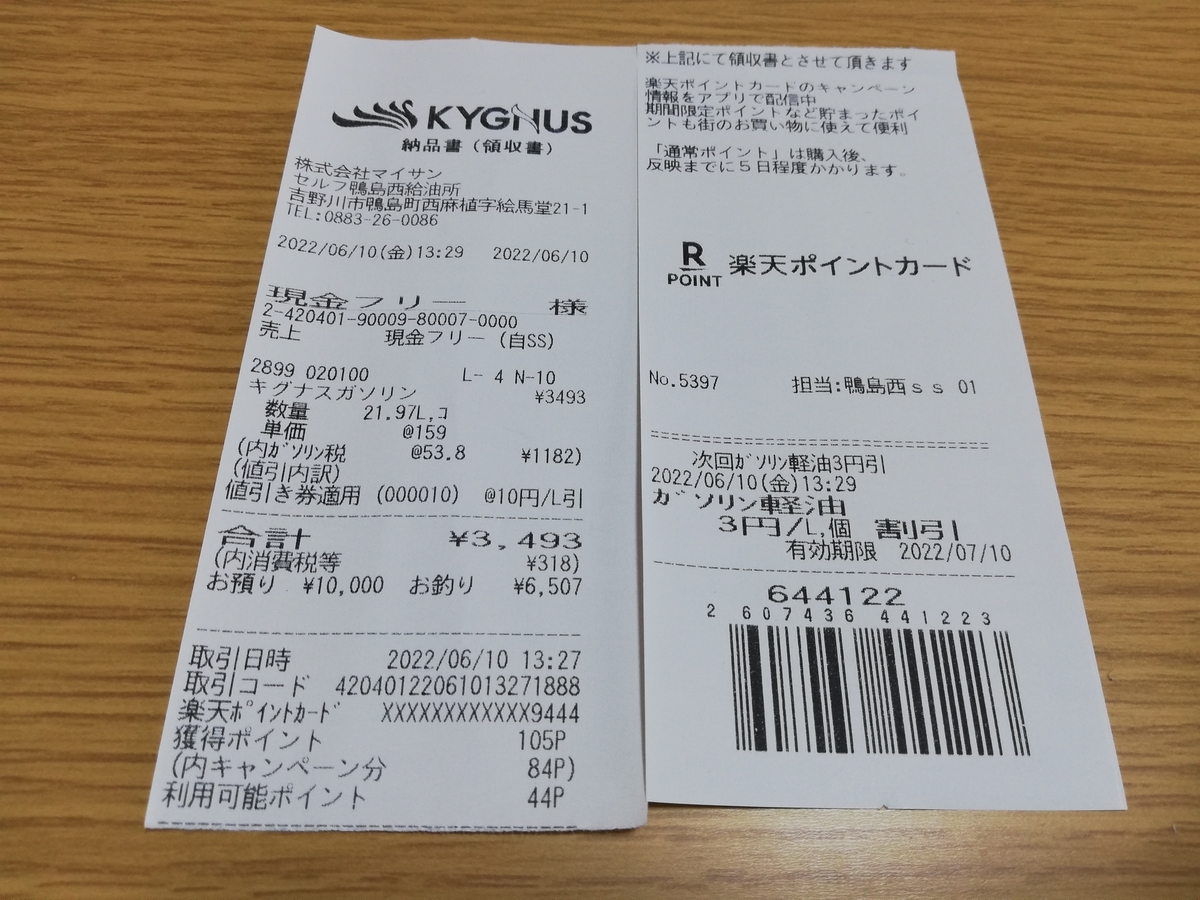 KYGNUS
納品書(領収書)
株式会社マイサン
セルフ鴨島西給油所
吉野川市鴨島町西麻植字絵馬堂21-1
TEL:0883-26-0086
2022/06/10(金)13:29 2022/06/10
現金フリー 様
2-420401-90009-80007-0000
売上 現金フリー (自SS)
2899 020100 L- 4 N-10
キグナスガソリン ¥3493
数量 21.97L,コ
単価 @159
(内ガソリン税 @53.8 ¥1182)
(値引内訳)
値引き券適用 (000010) @10円/L引
合計 ¥3,493
(内消費税等 ¥318)
お預り ¥10,000 お釣り ¥6,507
取引日時 2022/06/10 13:27
取引コード 42040122061013271888
楽天ポイントカード XXXXXXXXXXXX9444
獲得ポイント 105P
(内キャンペーン分 84P)
利用可能ポイント 44P
※上記にて領収書とさせて頂きます
楽天ポイントカードのキャンペーン
情報をアプリで配信中
期間限定ポイントなど貯まったポイ
ントも街のお買い物に使えて便利
「通常ポイント」は購入後、
反映までに5日程度かかります。
R
POINT 楽天ポイントカード
No.5397 担当:鴨島西ss 01
次回ガソリン軽油3円引
2022/06/10(金)13:29
ガソリン軽油
3円/L,個 割引
有効期限 2022/07/10
644122
2 607436 441223